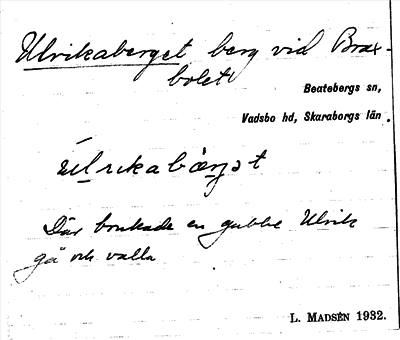 Ulrikaberget berg vid Brax-
bolet
Beatebergs sn,
Vadsbo hd, Skaraborgs län.
Där brukade en gubbe Ulrik
gå och valla
L. MADSÉN 1932.